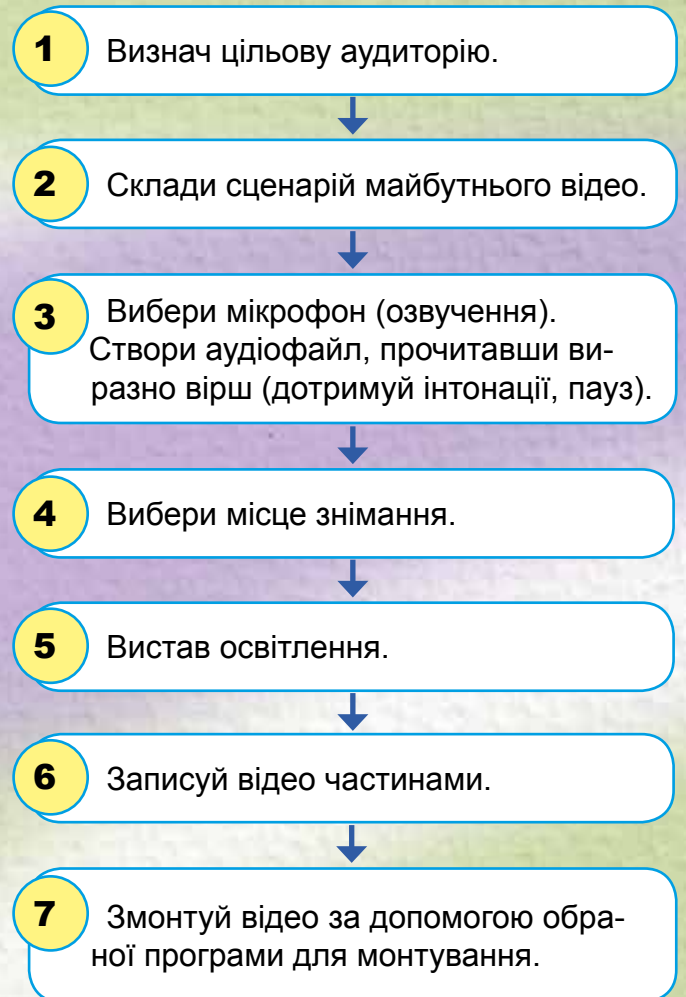 1 Визнач цільову аудиторію.
2 Склади сценарій майбутнього відео.
3 Вибери мікрофон (озвучення).
Створи аудіофайл, прочитавши ви-
разно вірш (дотримуй інтонації, пауз).
4 Вибери місце знімання.
5 Вистав освітлення.
6 Записуй відео частинами.
7 Змонтуй відео за допомогою обра-
ної програми для монтування.